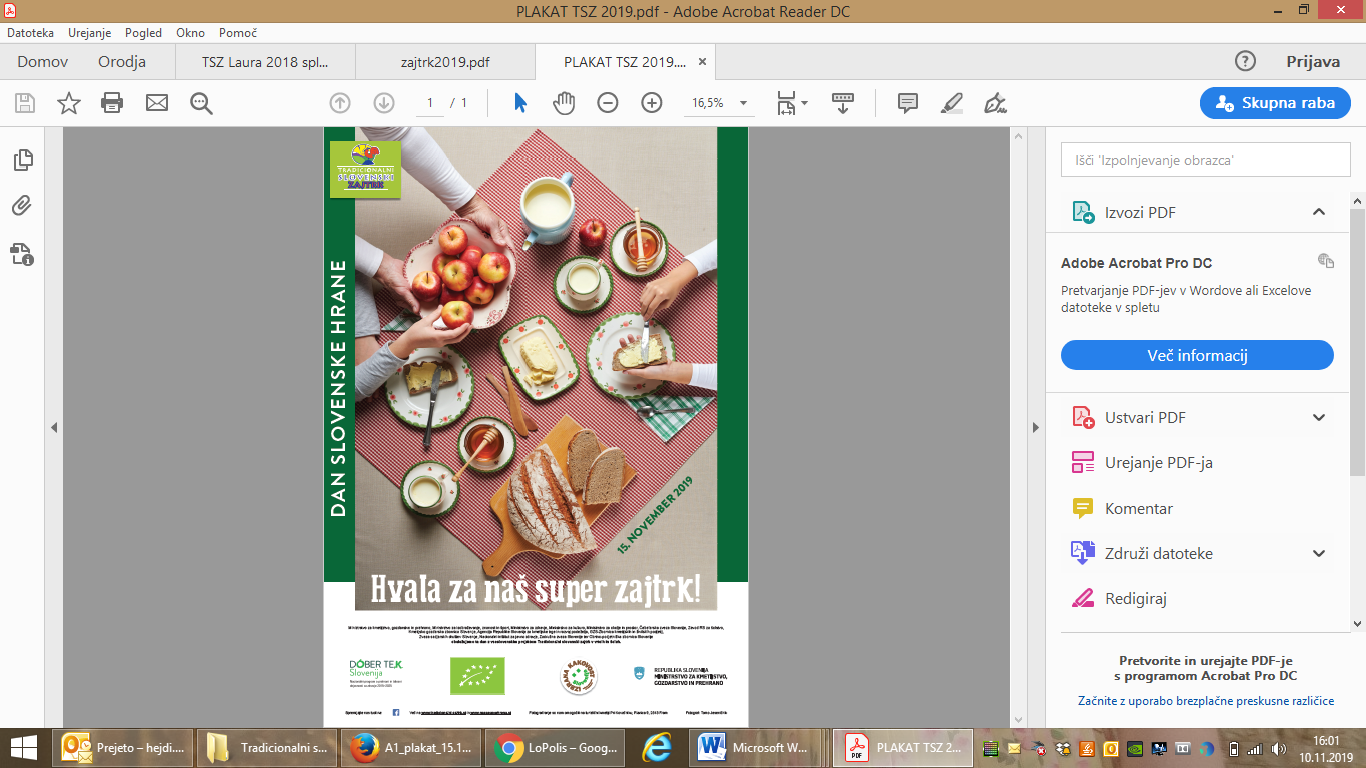 PLAKAT TSZ 2019.pdf - Adobe Acrobat Reader DC
Datoteka Urejanje Pogled Okno Pomoč
Domov Orodja TSZ Laura 2018 spl... zajtrk2019.pdf PLAKAT TSZ 2019.... × Prijava
1 / 1 16,5% Skupna raba
TRADICIONALNI
SLOVENSKI
ZAJTRK
DAN SLOVENSKE HRANE
15. NOVEMBER 2019
Hvala za naš super zajtrk!
DOBER TEK
Slovenija
IZBRANA KAKOVOST
REPUBLIKA SLOVENIJA
MINISTRSTVO ZA KMETIJSTVO,
GOZDARSTVO IN PREHRANO
Išči 'Izpolnjevanje obrazca'
Izvozi PDF
Adobe Acrobat Pro DC
Pretvarjanje PDF-jev v Wordove ali Excelove
datoteke v spletu
Več informacij
Ustvari PDF
Urejanje PDF-ja
Komentar
Združi datoteke
Redigiraj
Pretvorite in urejajte PDF-je
s programom Acrobat Pro DC
Začnite z uporabo brezplačne preskusne različice
Prejeto – hejdi.... Tradicionalni s... A1_plakat_15.1... LoPolis – Goog... Microsoft W... PLAKAT TSZ 2...
16:01
10.11.2019